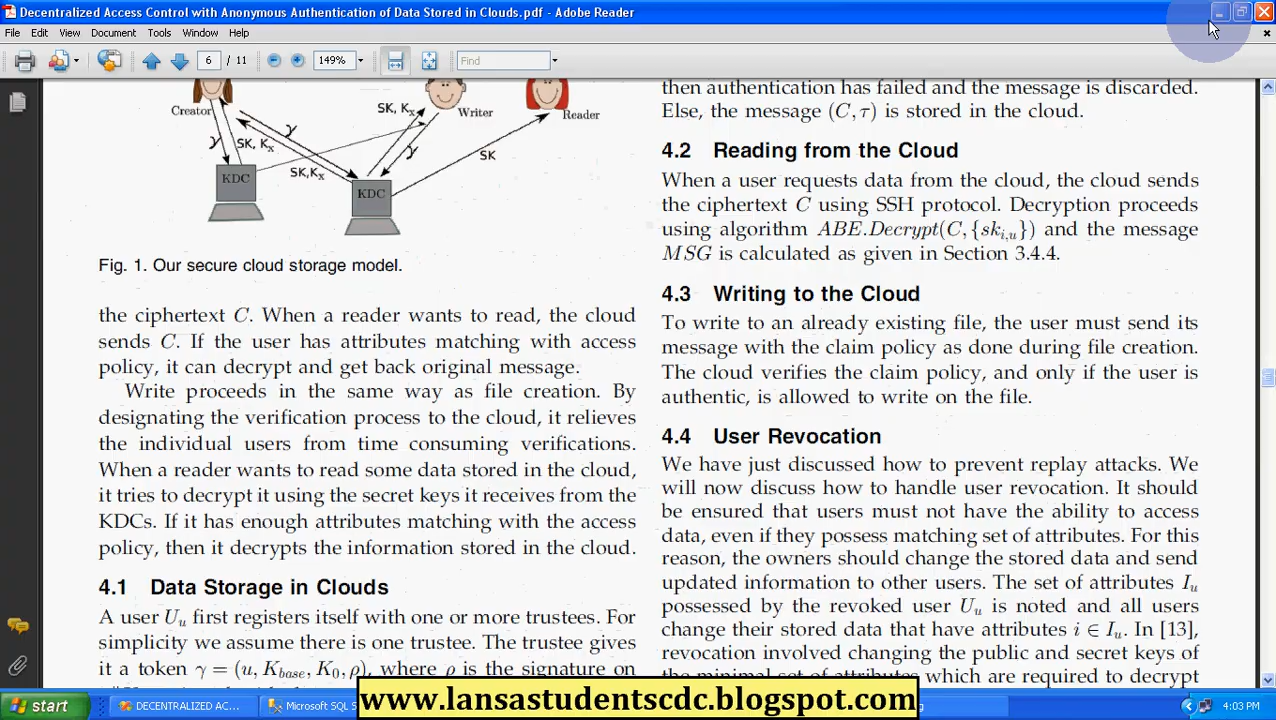 Decentralized Access Control with Anonymous Authentication of Data Stored in Clouds.pdf - Adobe Reader
File Edit View Document Tools Window Help
6 / 11 149% Find
Creator
SK, Kx
Writer
Reader
γ
SK, Kx
γ
SK,Kx
γ
SK
KDC
KDC
Fig. 1. Our secure cloud storage model.
the ciphertext C. When a reader wants to read, the cloud
sends C. If the user has attributes matching with access
policy, it can decrypt and get back original message.
Write proceeds in the same way as file creation. By
designating the verification process to the cloud, it relieves
the individual users from time consuming verifications.
When a reader wants to read some data stored in the cloud,
it tries to decrypt it using the secret keys it receives from the
KDCs. If it has enough attributes matching with the access
policy, then it decrypts the information stored in the cloud.
4.1 Data Storage in Clouds
A user Uu first registers itself with one or more trustees. For
simplicity we assume there is one trustee. The trustee gives
it a token γ = (u, Kbase, K0, ρ), where ρ is the signature on
then authentication has failed and the message is discarded.
Else, the message (C, τ) is stored in the cloud.
4.2 Reading from the Cloud
When a user requests data from the cloud, the cloud sends
the ciphertext C using SSH protocol. Decryption proceeds
using algorithm ABE.Decrypt(C, {ski,u}) and the message
MSG is calculated as given in Section 3.4.4.
4.3 Writing to the Cloud
To write to an already existing file, the user must send its
message with the claim policy as done during file creation.
The cloud verifies the claim policy, and only if the user is
authentic, is allowed to write on the file.
4.4 User Revocation
We have just discussed how to prevent replay attacks. We
will now discuss how to handle user revocation. It should
be ensured that users must not have the ability to access
data, even if they possess matching set of attributes. For this
reason, the owners should change the stored data and send
updated information to other users. The set of attributes Iu
possessed by the revoked user Uu is noted and all users
change their stored data that have attributes i ∈ Iu. In [13],
revocation involved changing the public and secret keys of
the minimal set of attributes which are required to decrypt
start
DECENTRALIZED AC...
Microsoft SQL S
www.lansastudentscdc.blogspot.com
4:03 PM